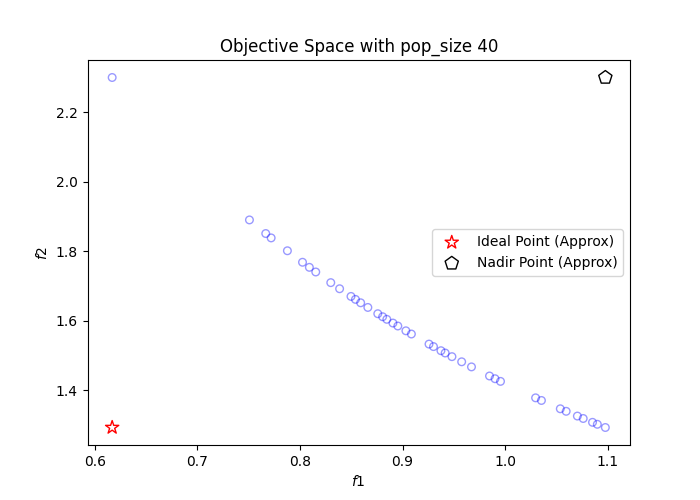 Objective Space with pop_size 40
f2
2.2
2.0
1.8
1.6
1.4
Ideal Point (Approx)
Nadir Point (Approx)
0.6 0.7 0.8 0.9 1.0 1.1
f1